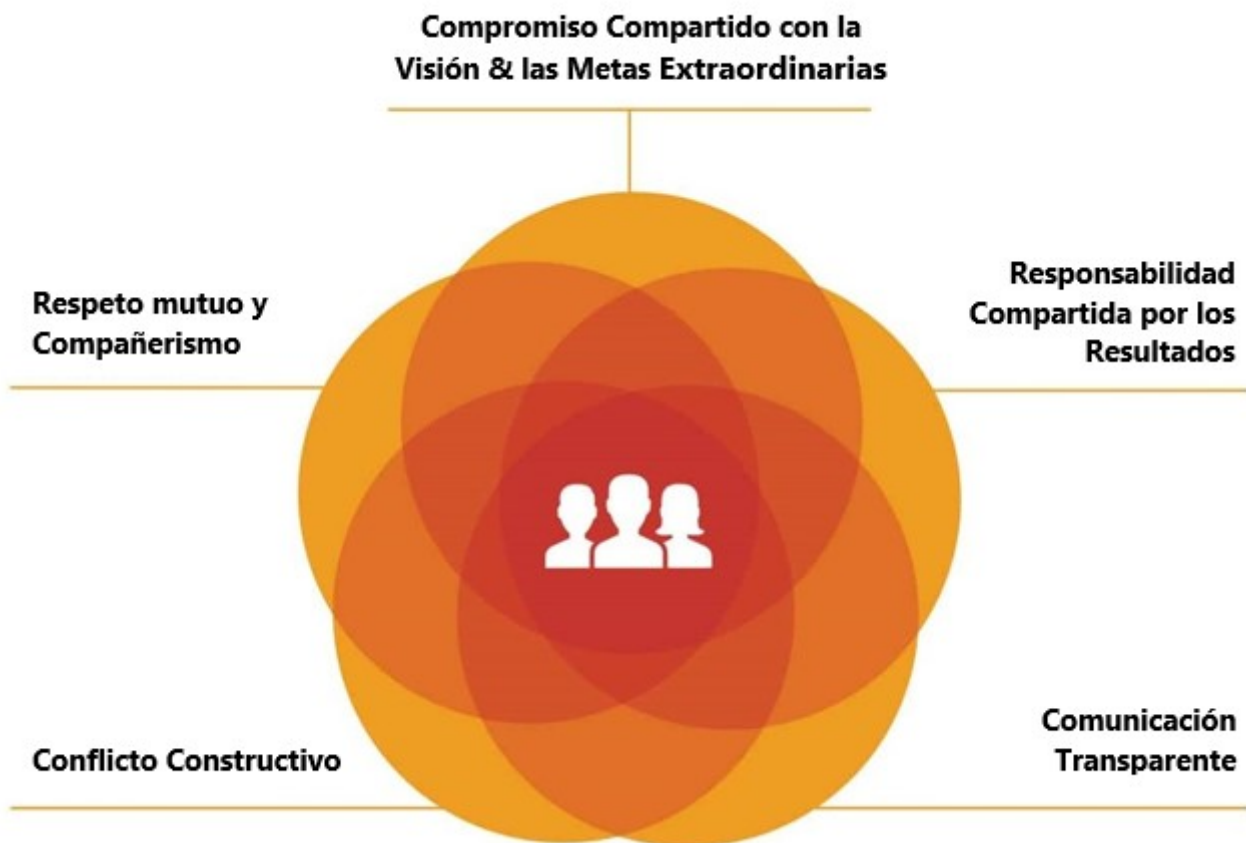 Compromiso Compartido con la
Visión & las Metas Extraordinarias
Respeto mutuo y
Compañerismo
Responsabilidad
Compartida por los
Resultados
Conflicto Constructivo
Comunicación
Transparente